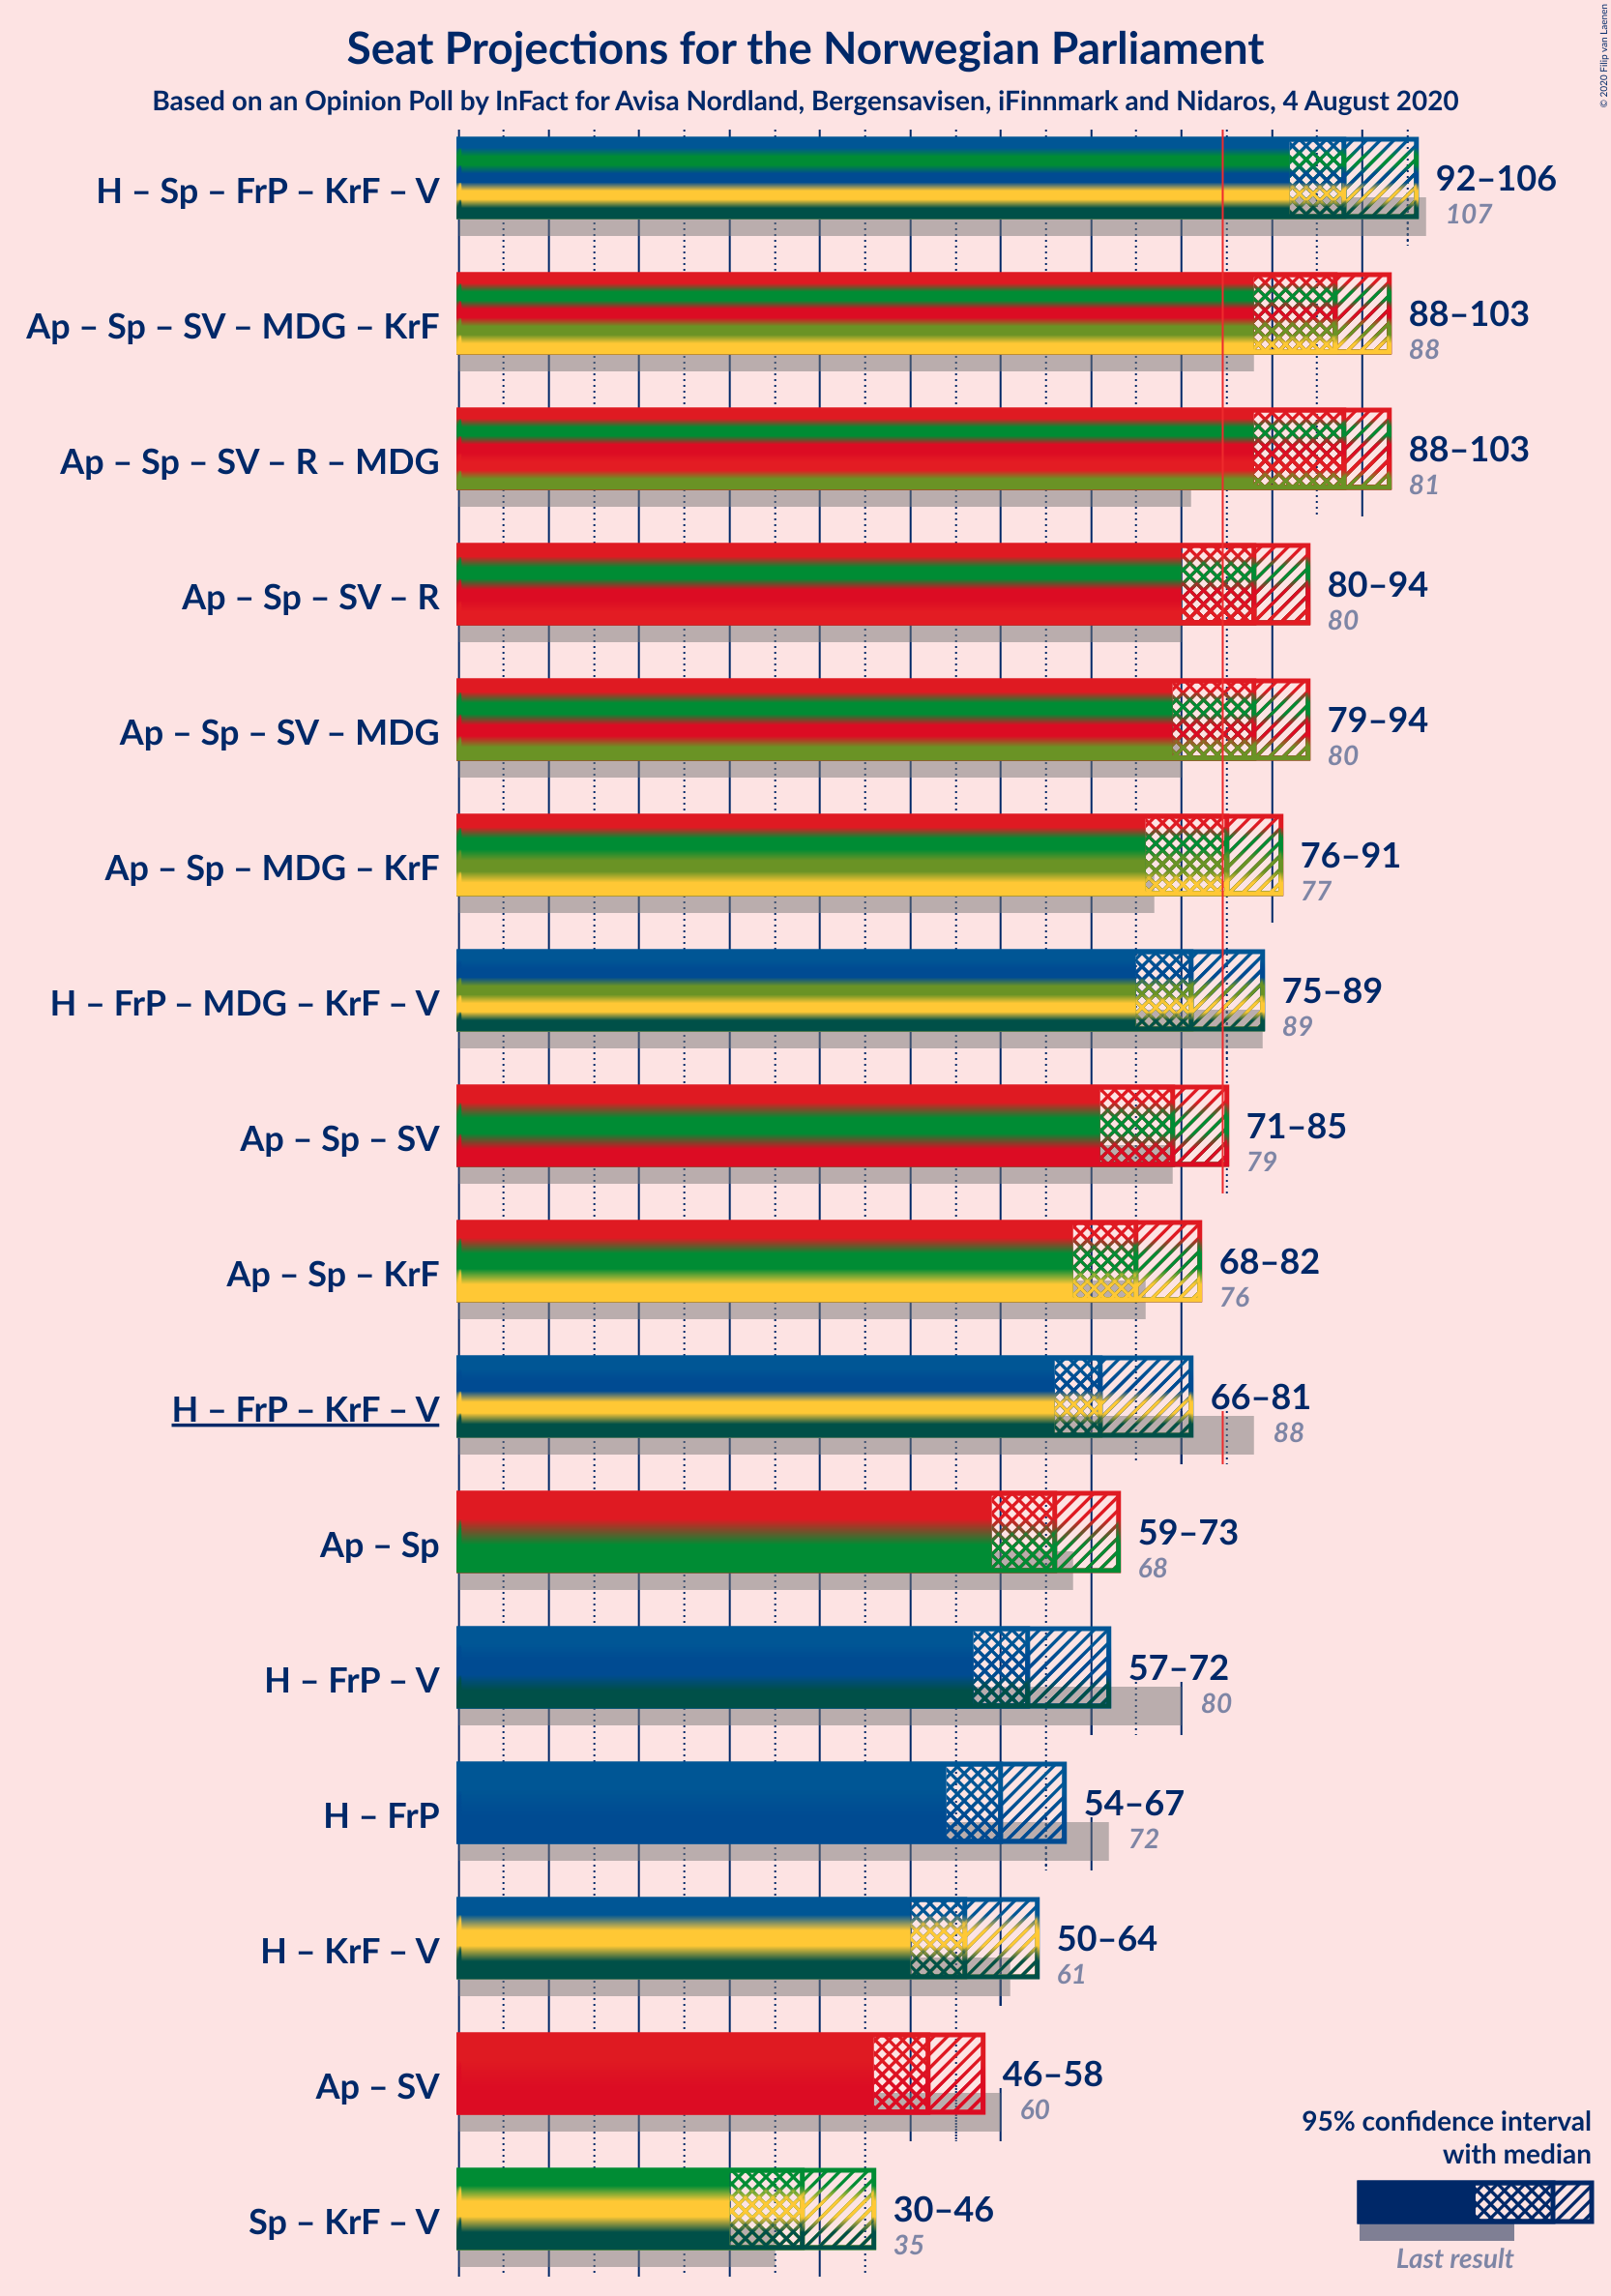 Seat Projections for the Norwegian Parliament
Based on an Opinion Poll by InFact for Avisa Nordland, Bergensavisen, iFinnmark and Nidaros, 4 August 2020
© 2020 Filip van Laenen
H – Sp – FrP – KrF – V
92–106
107
Ap – Sp – SV – MDG – KrF
88–103
88
Ap – Sp – SV – R – MDG
88–103
81
Ap – Sp – SV – R
80–94
80
Ap – Sp – SV – MDG
79–94
80
Ap – Sp – MDG – KrF
76–91
77
H – FrP – MDG – KrF – V
75–89
89
Ap – Sp – SV
71–85
79
Ap – Sp – KrF
68–82
76
H – FrP – KrF – V
66–81
88
Ap – Sp
59–73
68
H – FrP – V
57–72
80
H – FrP
54–67
72
H – KrF – V
50–64
61
Ap – SV
46–58
60
Sp – KrF – V
30–46
35
95% confidence interval
with median
Last result